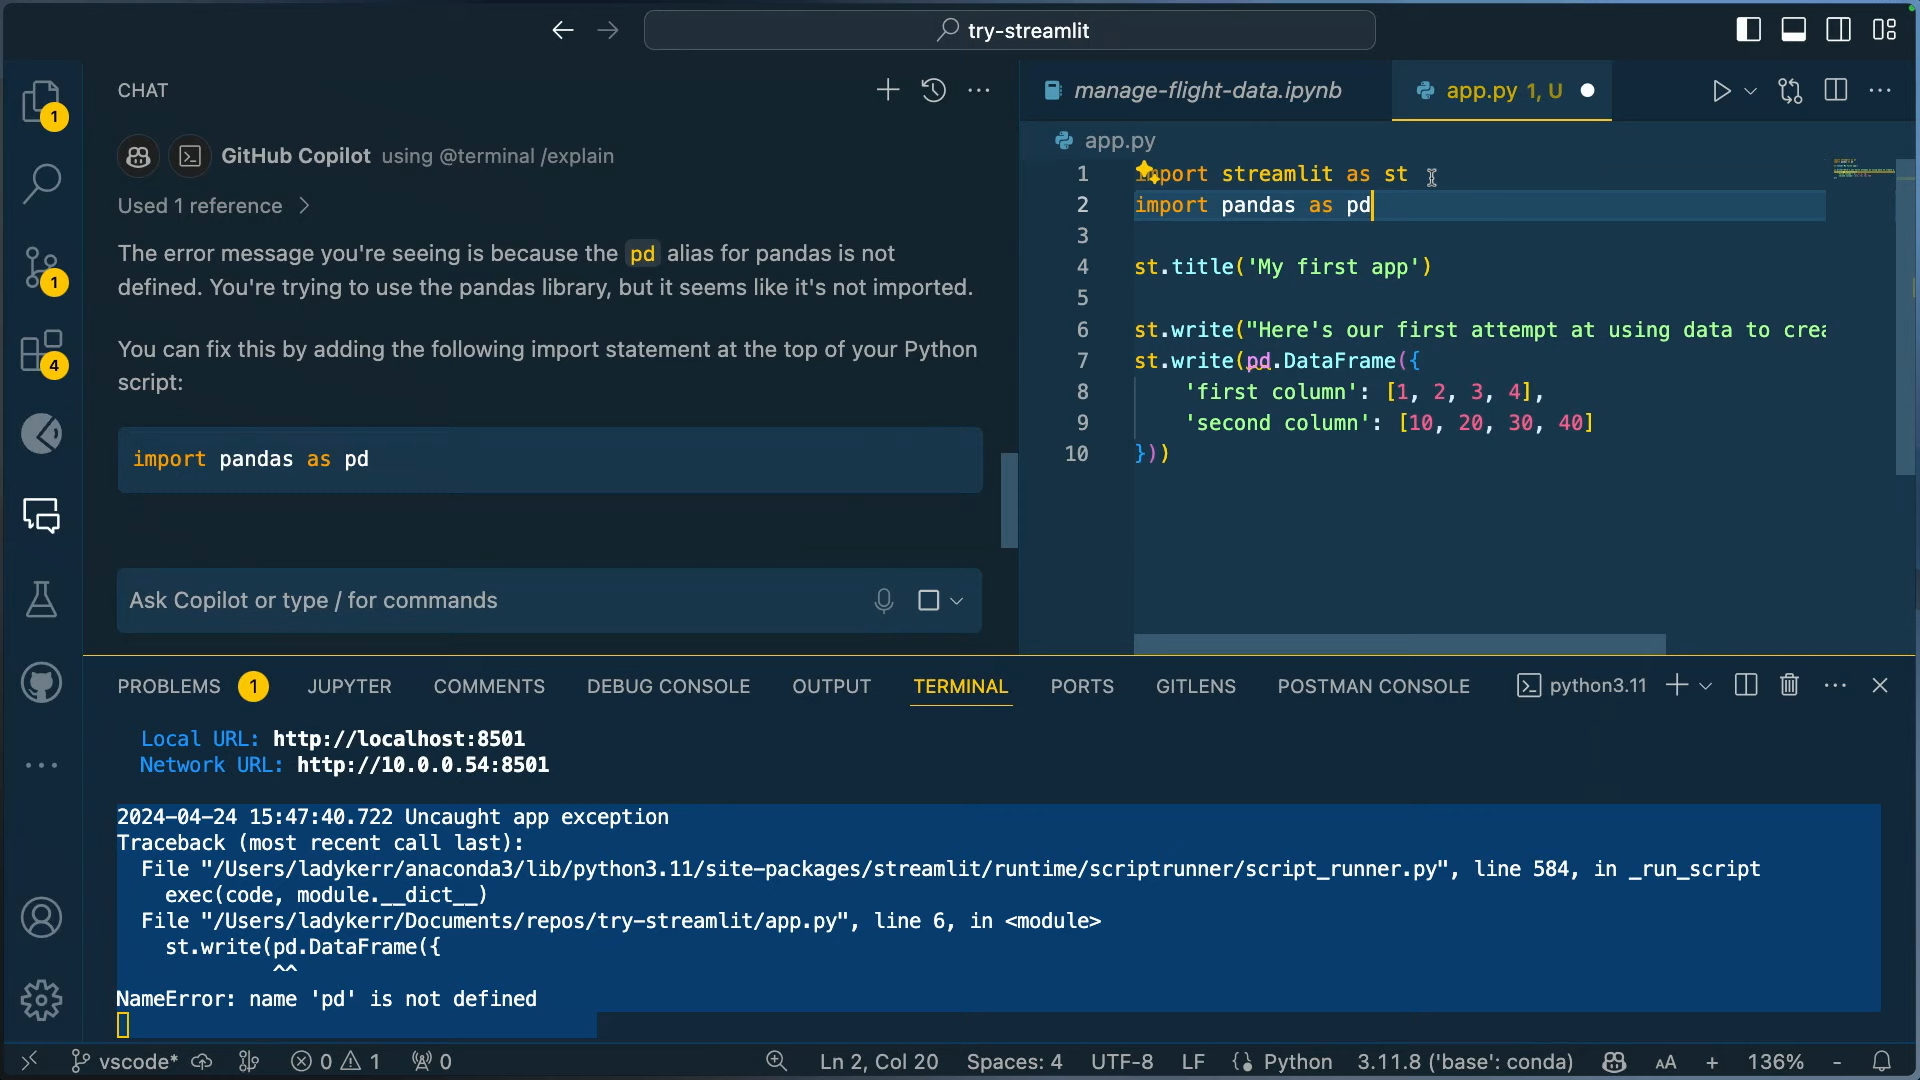 try-streamlit
CHAT
GitHub Copilot using @terminal /explain
Used 1 reference
The error message you're seeing is because the pd alias for pandas is not
defined. You're trying to use the pandas library, but it seems like it's not imported.
You can fix this by adding the following import statement at the top of your Python
script:
import pandas as pd
Ask Copilot or type / for commands
1
1
4
manage-flight-data.ipynb
app.py 1, U
app.py
1 import streamlit as st
2 import pandas as pd
3
4 st.title('My first app')
5
6 st.write("Here's our first attempt at using data to crea
7 st.write(pd.DataFrame({
8 'first column': [1, 2, 3, 4],
9 'second column': [10, 20, 30, 40]
10 }))
PROBLEMS 1 JUPYTER COMMENTS DEBUG CONSOLE OUTPUT TERMINAL PORTS GITLENS POSTMAN CONSOLE python3.11
Local URL: http://localhost:8501
Network URL: http://10.0.0.54:8501
2024-04-24 15:47:40.722 Uncaught app exception
Traceback (most recent call last):
File "/Users/ladykerr/anaconda3/lib/python3.11/site-packages/streamlit/runtime/scriptrunner/script_runner.py", line 584, in _run_script
exec(code, module.__dict__)
File "/Users/ladykerr/Documents/repos/try-streamlit/app.py", line 6, in <module>
st.write(pd.DataFrame({
^^
NameError: name 'pd' is not defined
vscode* 0 1 0 Ln 2, Col 20 Spaces: 4 UTF-8 LF Python 3.11.8 ('base': conda) AA + 136% -